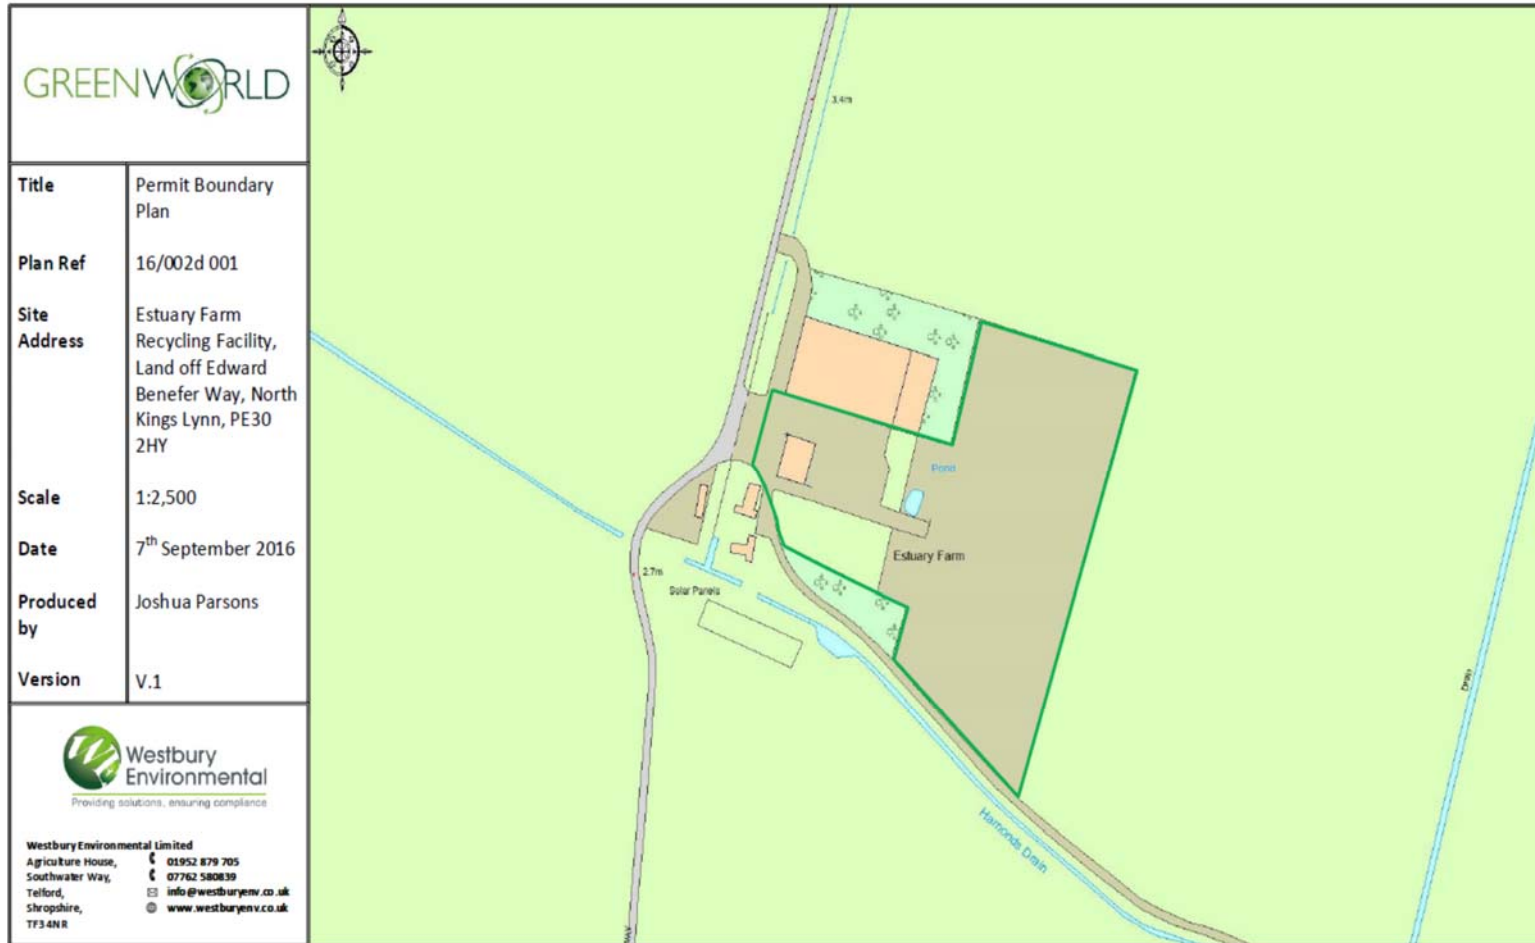 GREENWORLD
Title
Permit Boundary
Plan
Plan Ref
16/002d 001
Site
Address
Estuary Farm
Recycling Facility,
Land off Edward
Benefer Way, North
Kings Lynn, PE30
2HY
Scale
1:2,500
Date
7th September 2016
Produced
by
Joshua Parsons
Version
V.1
Westbury
Environmental
Providing solutions, ensuring compliance
Westbury Environmental Limited
Agriculture House,
01952 879 705
Southwater Way,
07762 580839
Telford,
info@westburyenv.co.uk
Shropshire,
www.westburyenv.co.uk
TF3 4NR
3.4m
Pond
Estuary Farm
2.7m
Solar Panels
Hamonds Drain
Drain